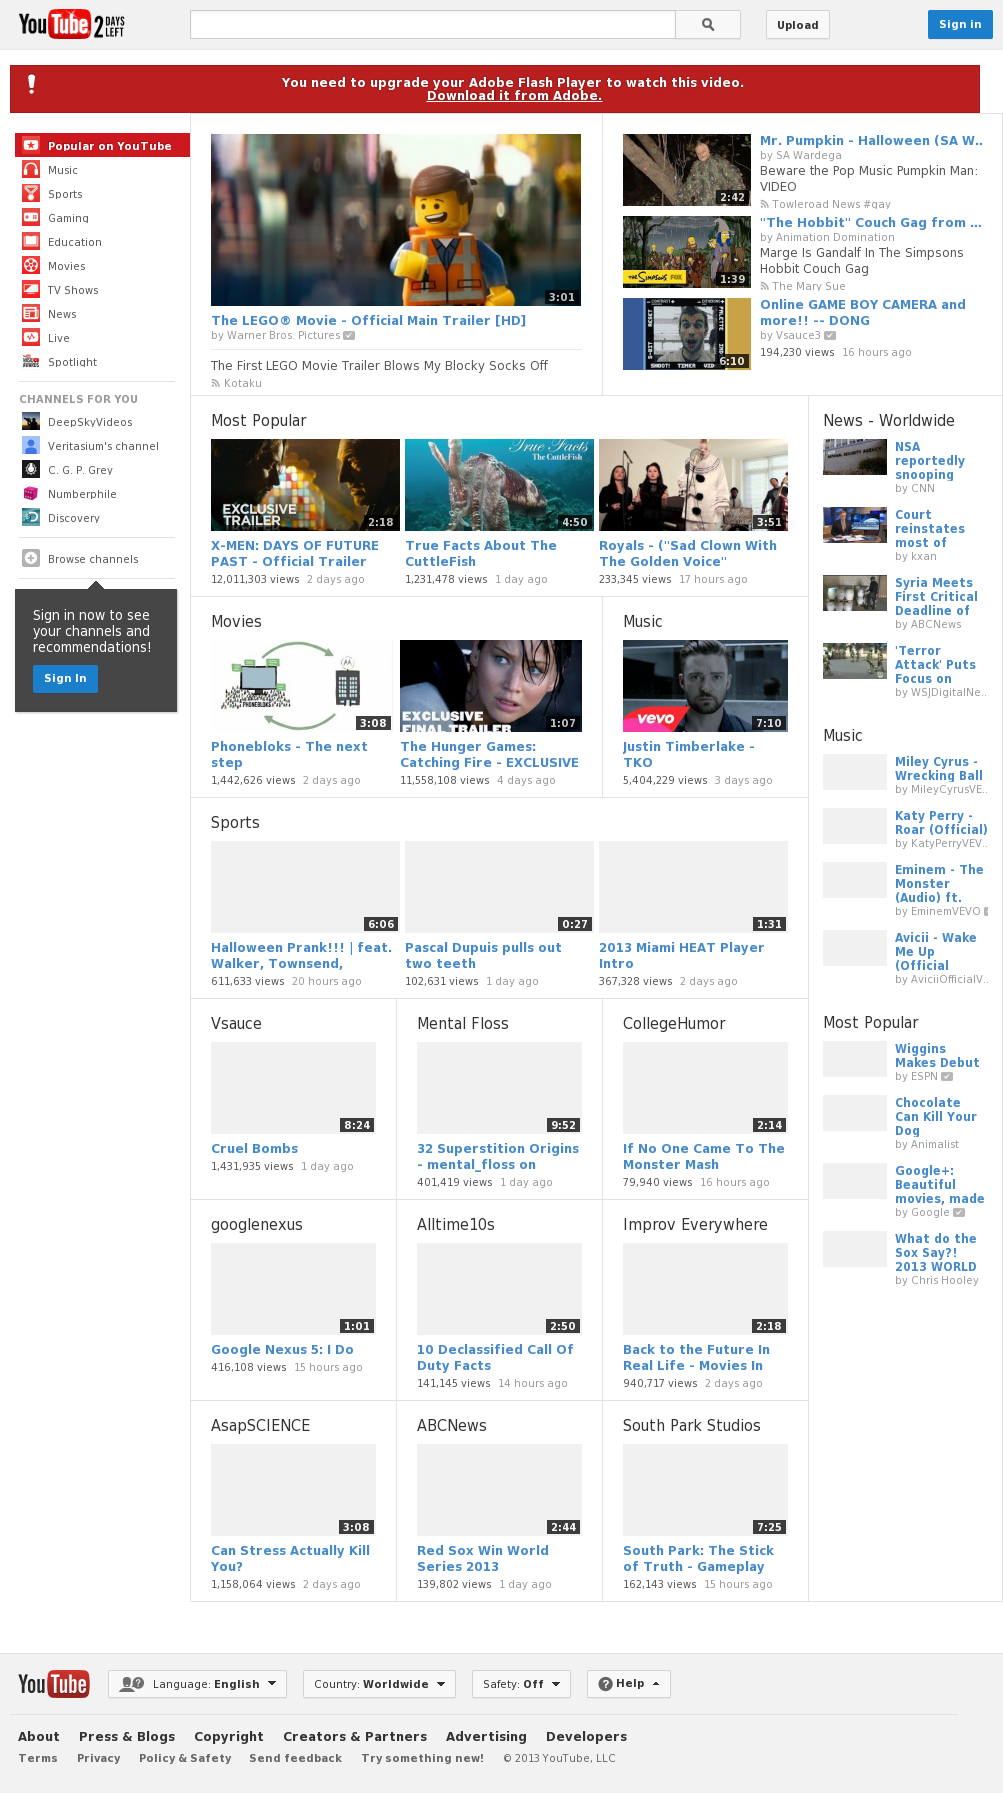 YouTube 2 DAYS LEFT
Upload
Sign in
You need to upgrade your Adobe Flash Player to watch this video.
Download it from Adobe.
Popular on YouTube
Music
Sports
Gaming
Education
Movies
TV Shows
News
Live
Spotlight
CHANNELS FOR YOU
DeepSkyVideos
Veritasium's channel
C. G. P. Grey
Numberphile
Discovery
Browse channels
Sign in now to see
your channels and
recommendations!
Sign In
3:01
The LEGO® Movie - Official Main Trailer [HD]
by Warner Bros. Pictures
The First LEGO Movie Trailer Blows My Blocky Socks Off
Kotaku
2:42
Mr. Pumpkin - Halloween (SA W..
by SA Wardega
Beware the Pop Music Pumpkin Man:
VIDEO
Towleroad News #gay
THE SIMPSONS FOX
1:39
"The Hobbit" Couch Gag from ...
by Animation Domination
Marge Is Gandalf In The Simpsons
Hobbit Couch Gag
The Mary Sue
6:10
Online GAME BOY CAMERA and
more!! -- DONG
by Vsauce3
194,230 views 16 hours ago
Most Popular
EXCLUSIVE
TRAILER
2:18
X-MEN: DAYS OF FUTURE
PAST - Official Trailer
12,011,303 views 2 days ago
True Facts
The CuttleFish
4:50
True Facts About The
CuttleFish
1,231,478 views 1 day ago
3:51
Royals - ("Sad Clown With
The Golden Voice"
233,345 views 17 hours ago
Movies
PHONEBLOKS
3:08
Phonebloks - The next
step
1,442,626 views 2 days ago
EXCLUSIVE
FINAL TRAILER
1:07
The Hunger Games:
Catching Fire - EXCLUSIVE
11,558,108 views 4 days ago
Music
vevo
7:10
Justin Timberlake -
TKO
5,404,229 views 3 days ago
Sports
6:06
Halloween Prank!!! | feat.
Walker, Townsend,
611,633 views 20 hours ago
0:27
Pascal Dupuis pulls out
two teeth
102,631 views 1 day ago
1:31
2013 Miami HEAT Player
Intro
367,328 views 2 days ago
Vsauce
8:24
Cruel Bombs
1,431,935 views 1 day ago
Mental Floss
9:52
32 Superstition Origins
- mental_floss on
401,419 views 1 day ago
CollegeHumor
2:14
If No One Came To The
Monster Mash
79,940 views 16 hours ago
googlenexus
1:01
Google Nexus 5: I Do
416,108 views 15 hours ago
Alltime10s
2:50
10 Declassified Call Of
Duty Facts
141,145 views 14 hours ago
Improv Everywhere
2:18
Back to the Future In
Real Life - Movies In
940,717 views 2 days ago
AsapSCIENCE
3:08
Can Stress Actually Kill
You?
1,158,064 views 2 days ago
ABCNews
2:44
Red Sox Win World
Series 2013
139,802 views 1 day ago
South Park Studios
7:25
South Park: The Stick
of Truth - Gameplay
162,143 views 15 hours ago
News - Worldwide
NSA
reportedly
snooping
by CNN
Court
reinstates
most of
by kxan
Syria Meets
First Critical
Deadline of
by ABCNews
'Terror
Attack' Puts
Focus on
by WSJDigitalNe..
Music
Miley Cyrus -
Wrecking Ball
by MileyCyrusVE..
Katy Perry -
Roar (Official)
by KatyPerryVEV..
Eminem - The
Monster
(Audio) ft.
by EminemVEVO
Avicii - Wake
Me Up
(Official
by AviciiOfficialV..
Most Popular
Wiggins
Makes Debut
by ESPN
Chocolate
Can Kill Your
Dog
by Animalist
Google+:
Beautiful
movies, made
by Google
What do the
Sox Say?!
2013 WORLD
by Chris Hooley
YouTube
Language: English
Country: Worldwide
Safety: Off
Help
About Press & Blogs Copyright Creators & Partners Advertising Developers
Terms Privacy Policy & Safety Send feedback Try something new! © 2013 YouTube, LLC